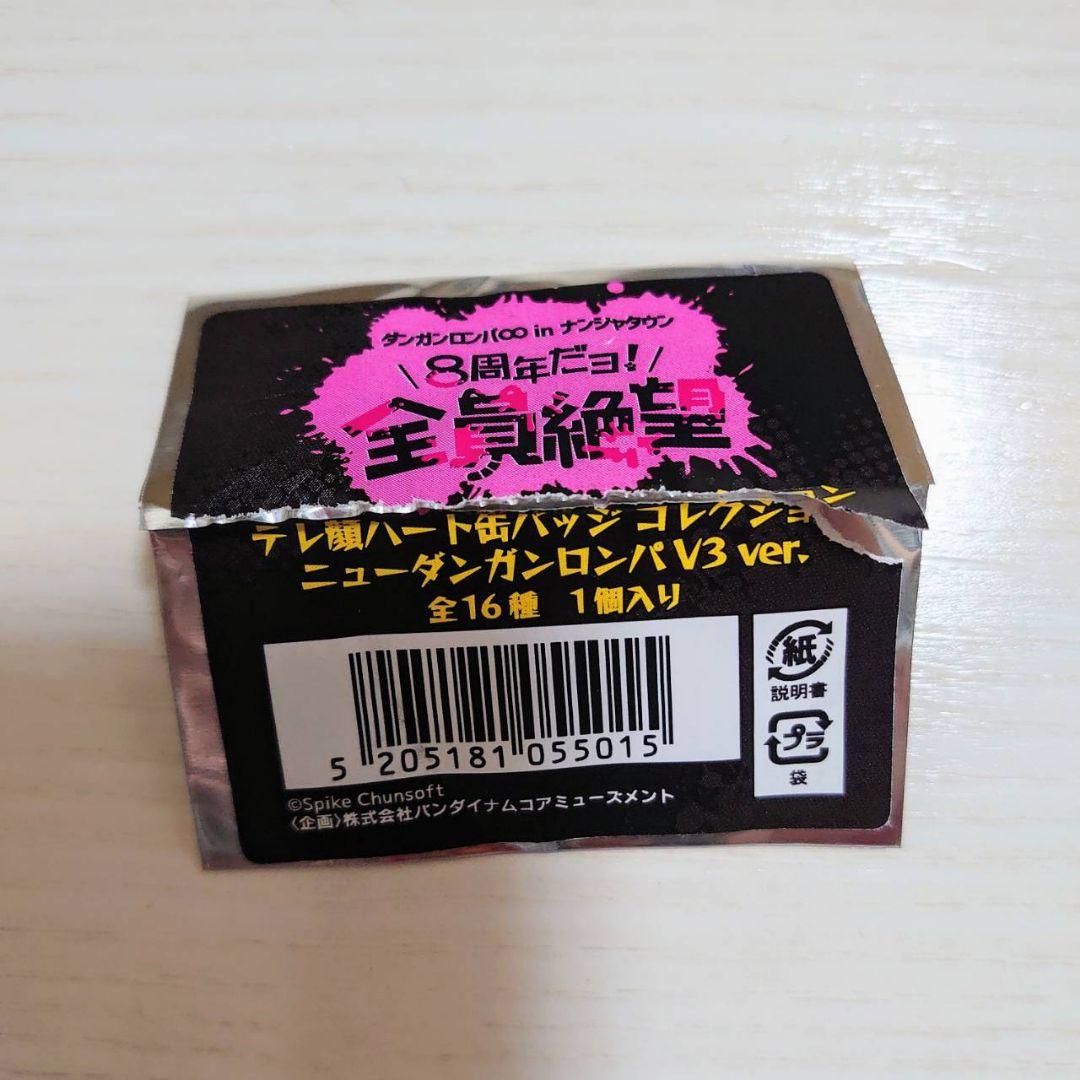 ダンガンロンパ∞ in ナンジャタウン
\8周年だョ!/
全員絶望
テレ顔ハート缶バッジ コレクション
ニューダンガンロンパV3 ver.
全16種 1個入り
紙
説明書
プラ
袋
5 205181 055015
©Spike Chunsoft
〈企画〉株式会社バンダイナムコアミューズメント